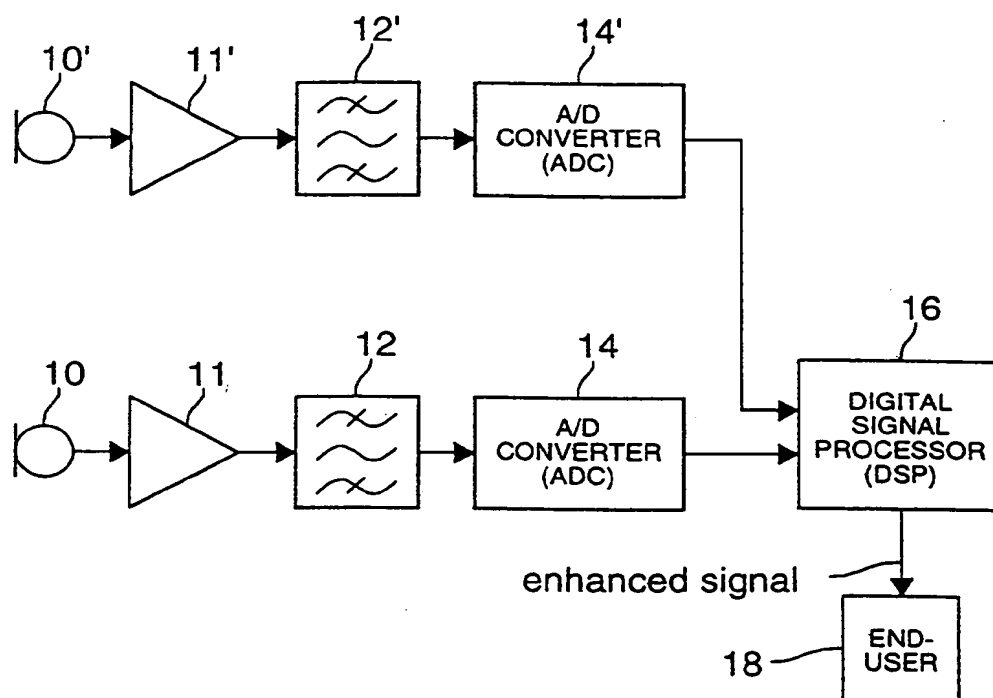 10'
11'
12'
14'
A/D
CONVERTER
(ADC)
10
11
12
14
A/D
CONVERTER
(ADC)
16
DIGITAL
SIGNAL
PROCESSOR
(DSP)
enhanced signal
18
END-
USER